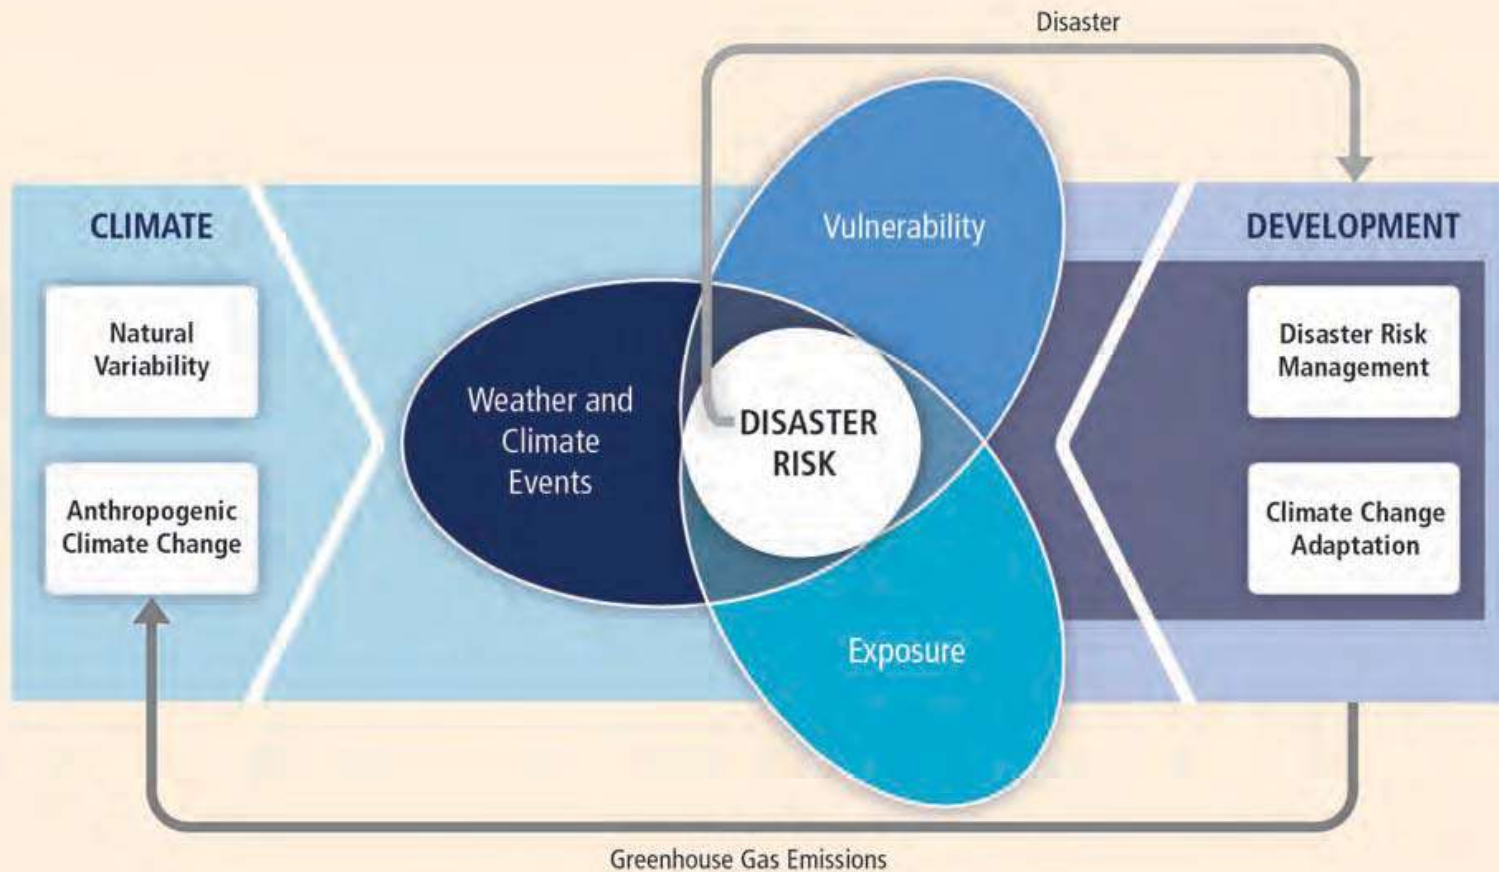 Disaster
CLIMATE
Natural
Variability
Anthropogenic
Climate Change
Weather and
Climate
Events
Vulnerability
DISASTER
RISK
Exposure
DEVELOPMENT
Disaster Risk
Management
Climate Change
Adaptation
Greenhouse Gas Emissions